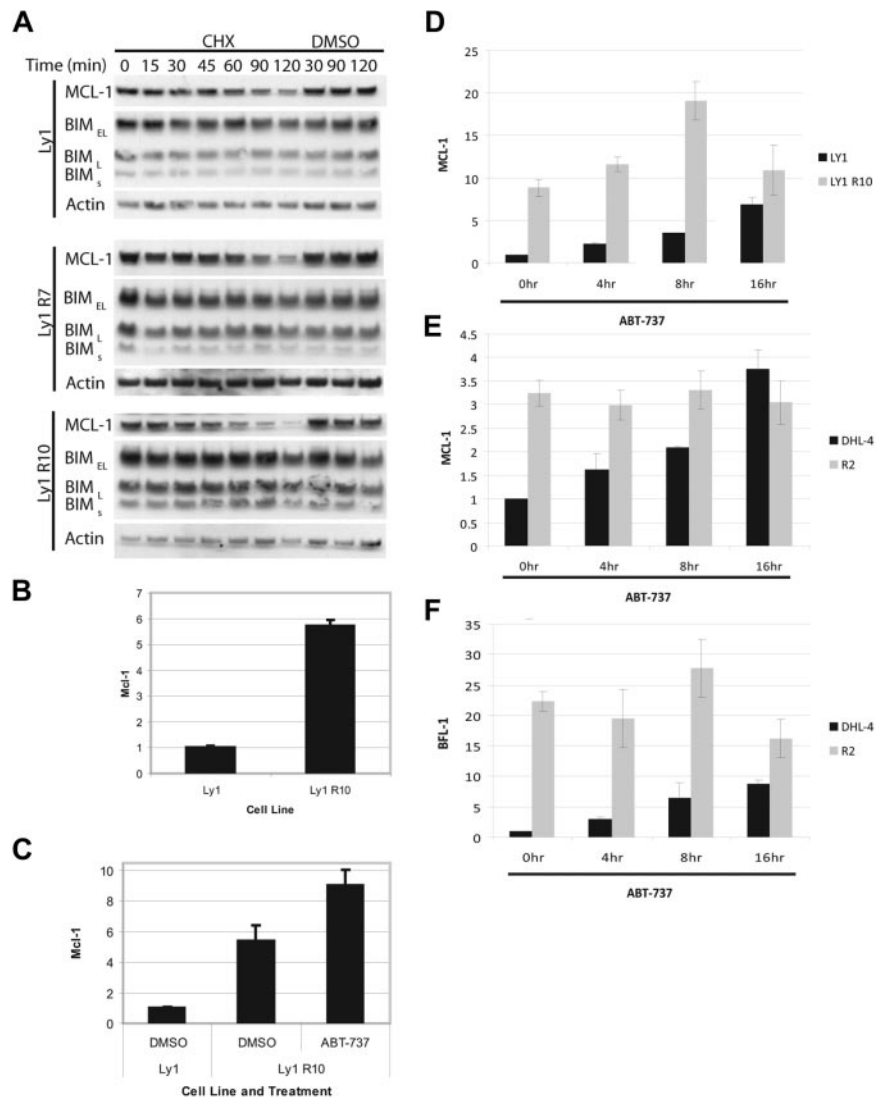 A
CHX DMSO
Time (min) 0 15 30 45 60 90 120 30 90 120
Ly1
MCL-1
BIM EL
BIM L
BIM s
Actin
Ly1 R7
MCL-1
BIM EL
BIM L
BIM s
Actin
Ly1 R10
MCL-1
BIM EL
BIM L
BIM s
Actin
B
Mcl-1
7
6
5
4
3
2
1
0
Ly1 Ly1 R10
Cell Line
C
Mcl-1
10
8
6
4
2
0
DMSO DMSO ABT-737
Ly1 Ly1 R10
Cell Line and Treatment
D
MCL-1
25
20
15
10
5
0
0hr 4hr 8hr 16hr
ABT-737
LY1
LY1 R10
E
MCL-1
4.5
4
3.5
3
2.5
2
1.5
1
0.5
0
0hr 4hr 8hr 16hr
ABT-737
DHL-4
R2
F
BFL-1
35
30
25
20
15
10
5
0
0hr 4hr 8hr 16hr
ABT-737
DHL-4
R2